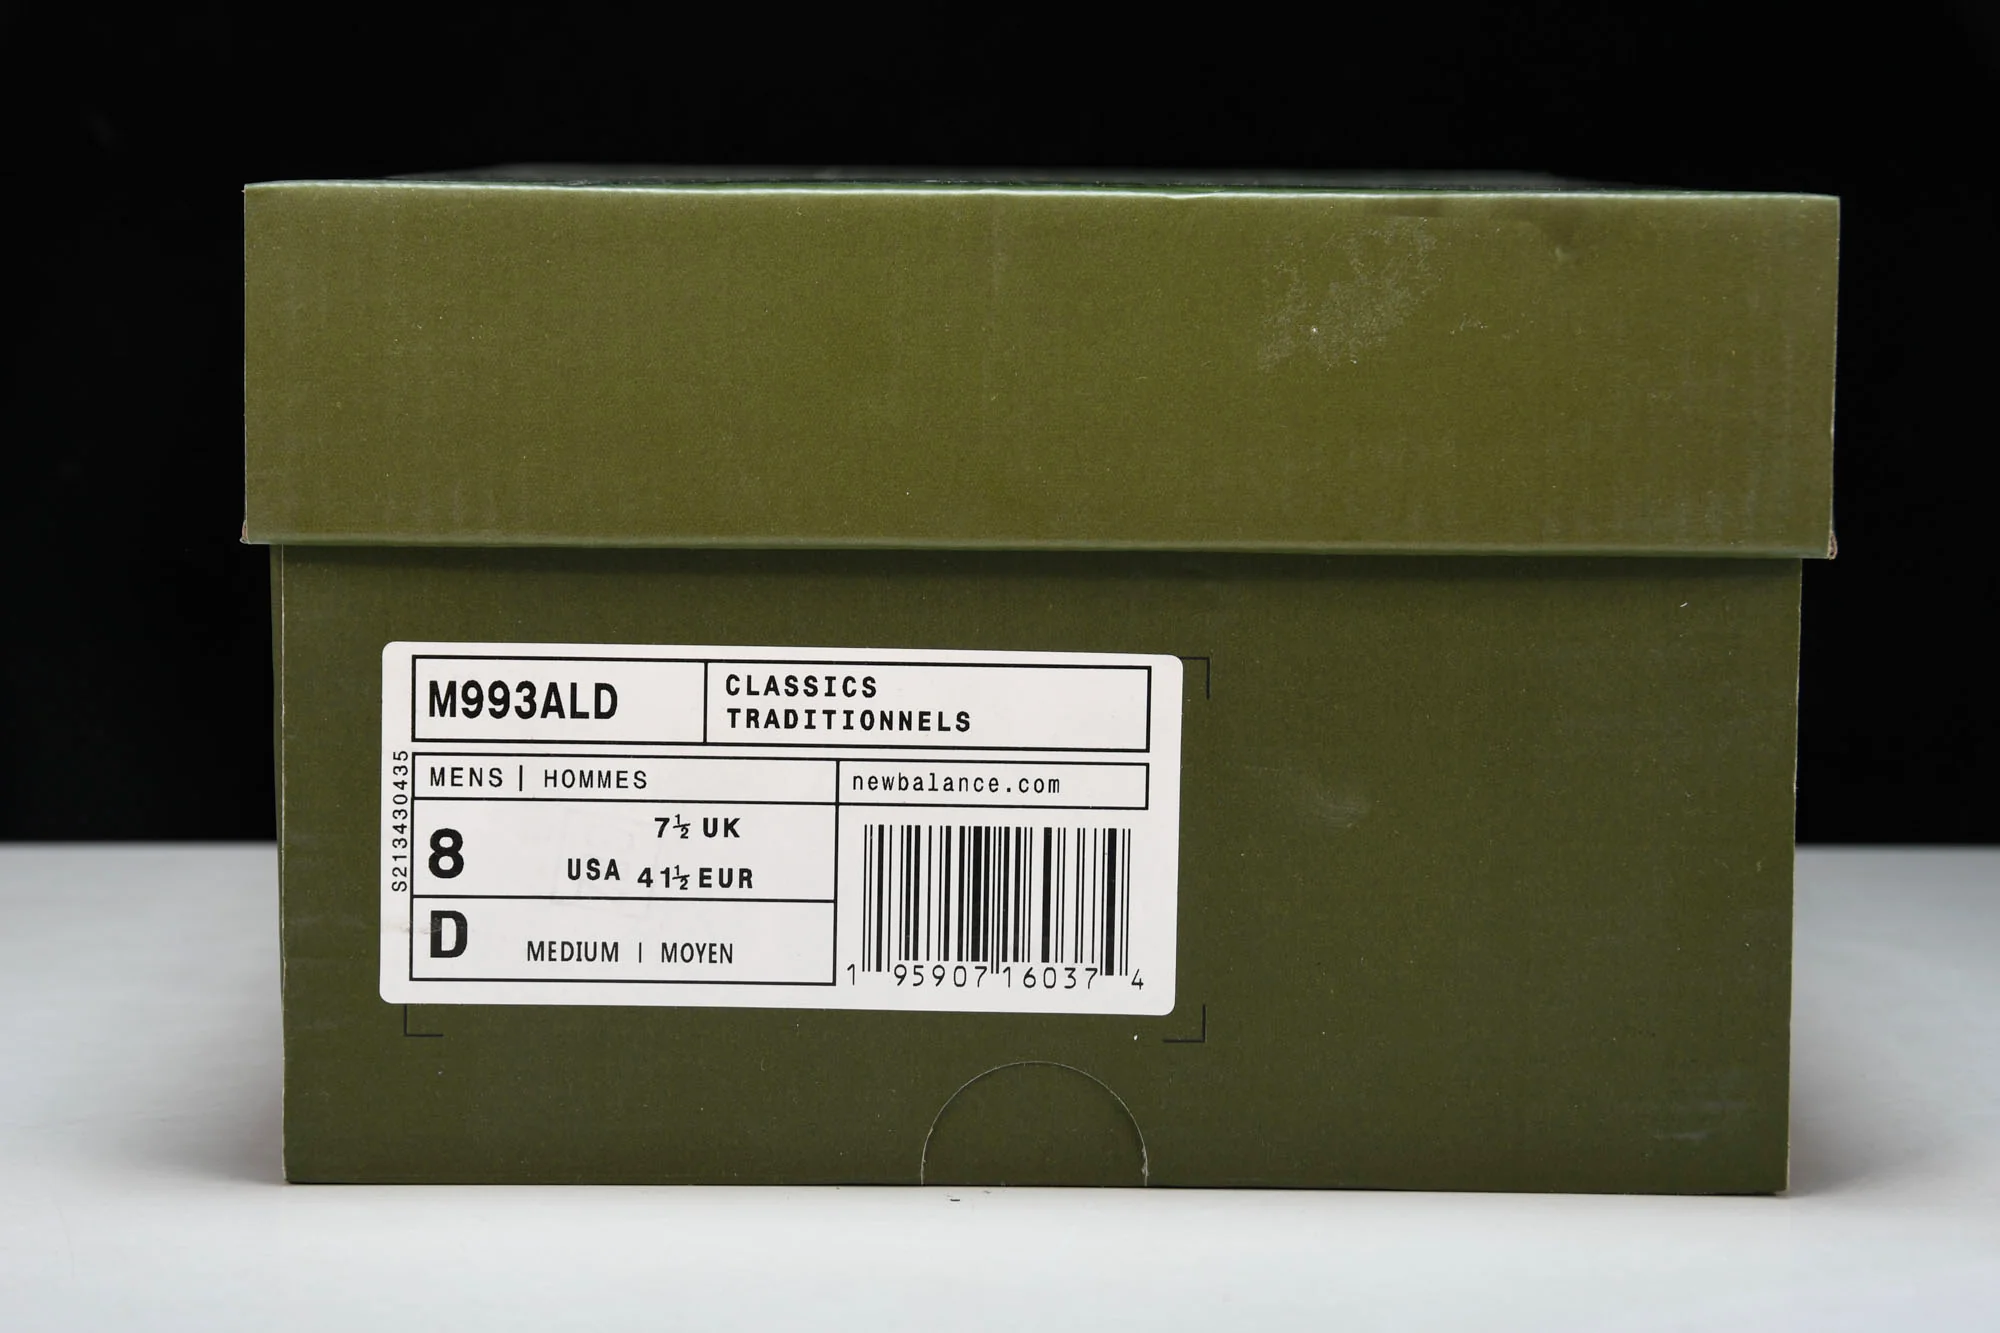 M993ALD
CLASSICS
TRADITIONNELS
S213430435
MENS | HOMMES
newbalance.com
8
7½ UK
USA 41½ EUR
D
MEDIUM | MOYEN
1 95907 16037 4